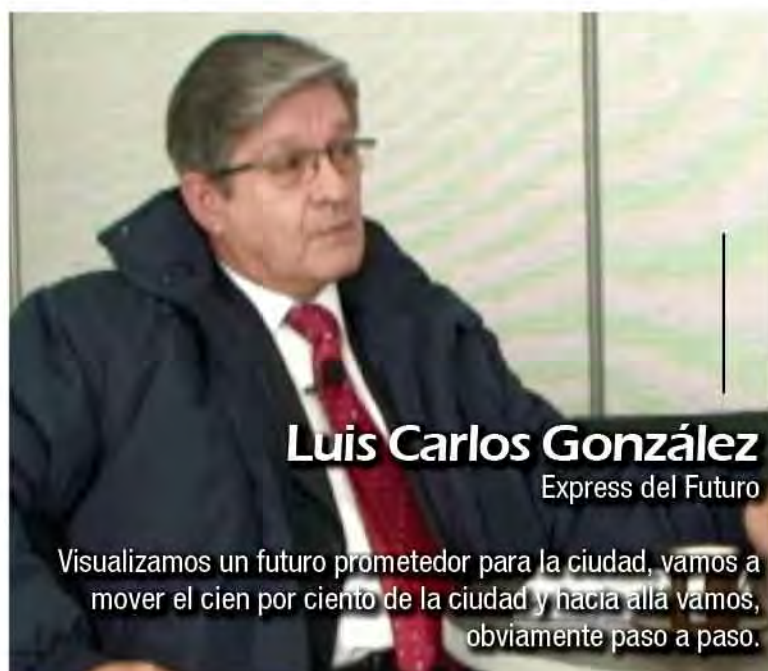 Luis Carlos González
Express del Futuro
Visualizamos un futuro prometedor para la ciudad, vamos a
mover el cien por ciento de la ciudad y hacia allá vamos,
obviamente paso a paso.